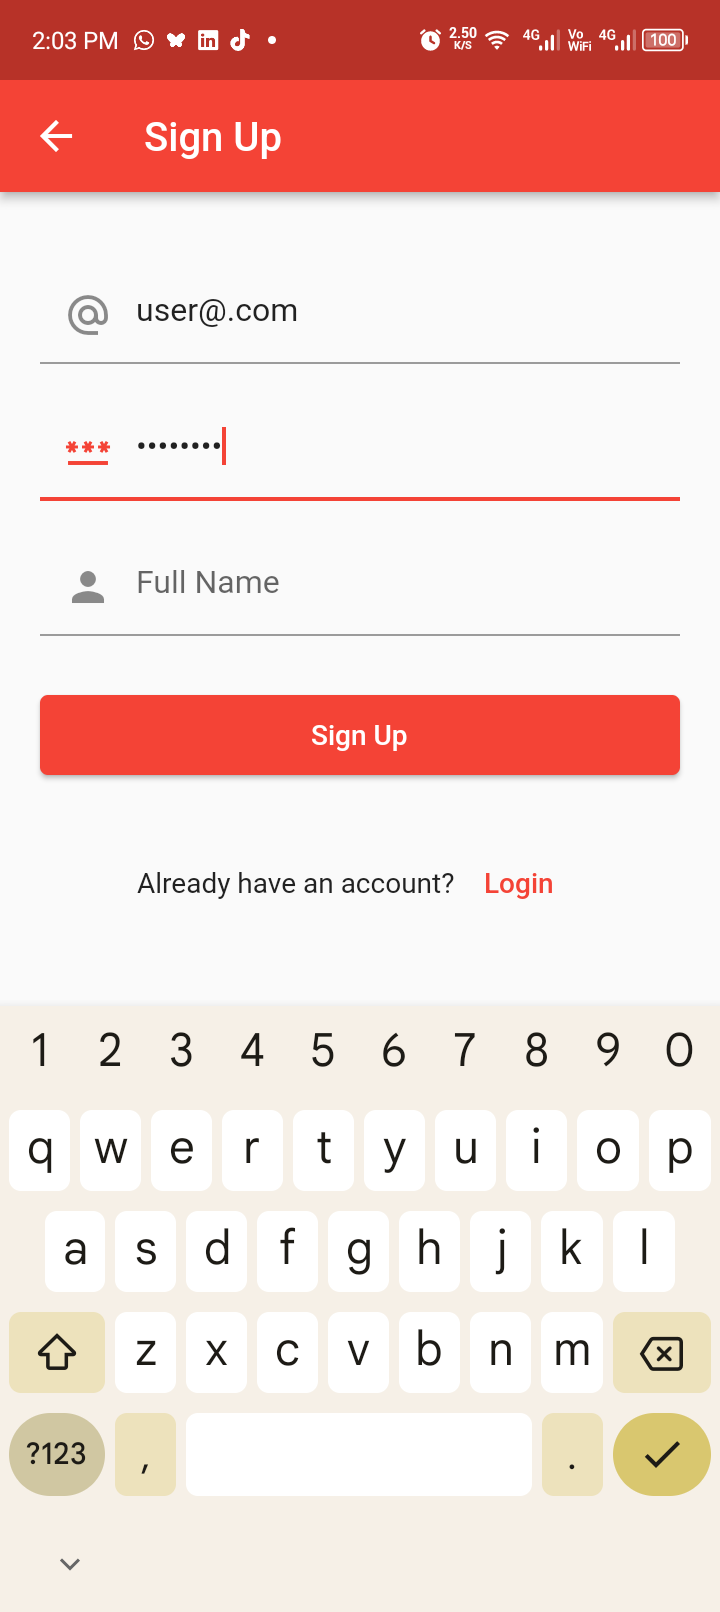 2:03 PM 2.50 K/S 4G Vo WiFi 4G 100
Sign Up
user@.com
••••••••
Full Name
Sign Up
Already have an account? Login
1 2 3 4 5 6 7 8 9 0
q w e r t y u i o p
a s d f g h j k l
z x c v b n m
?123 , .